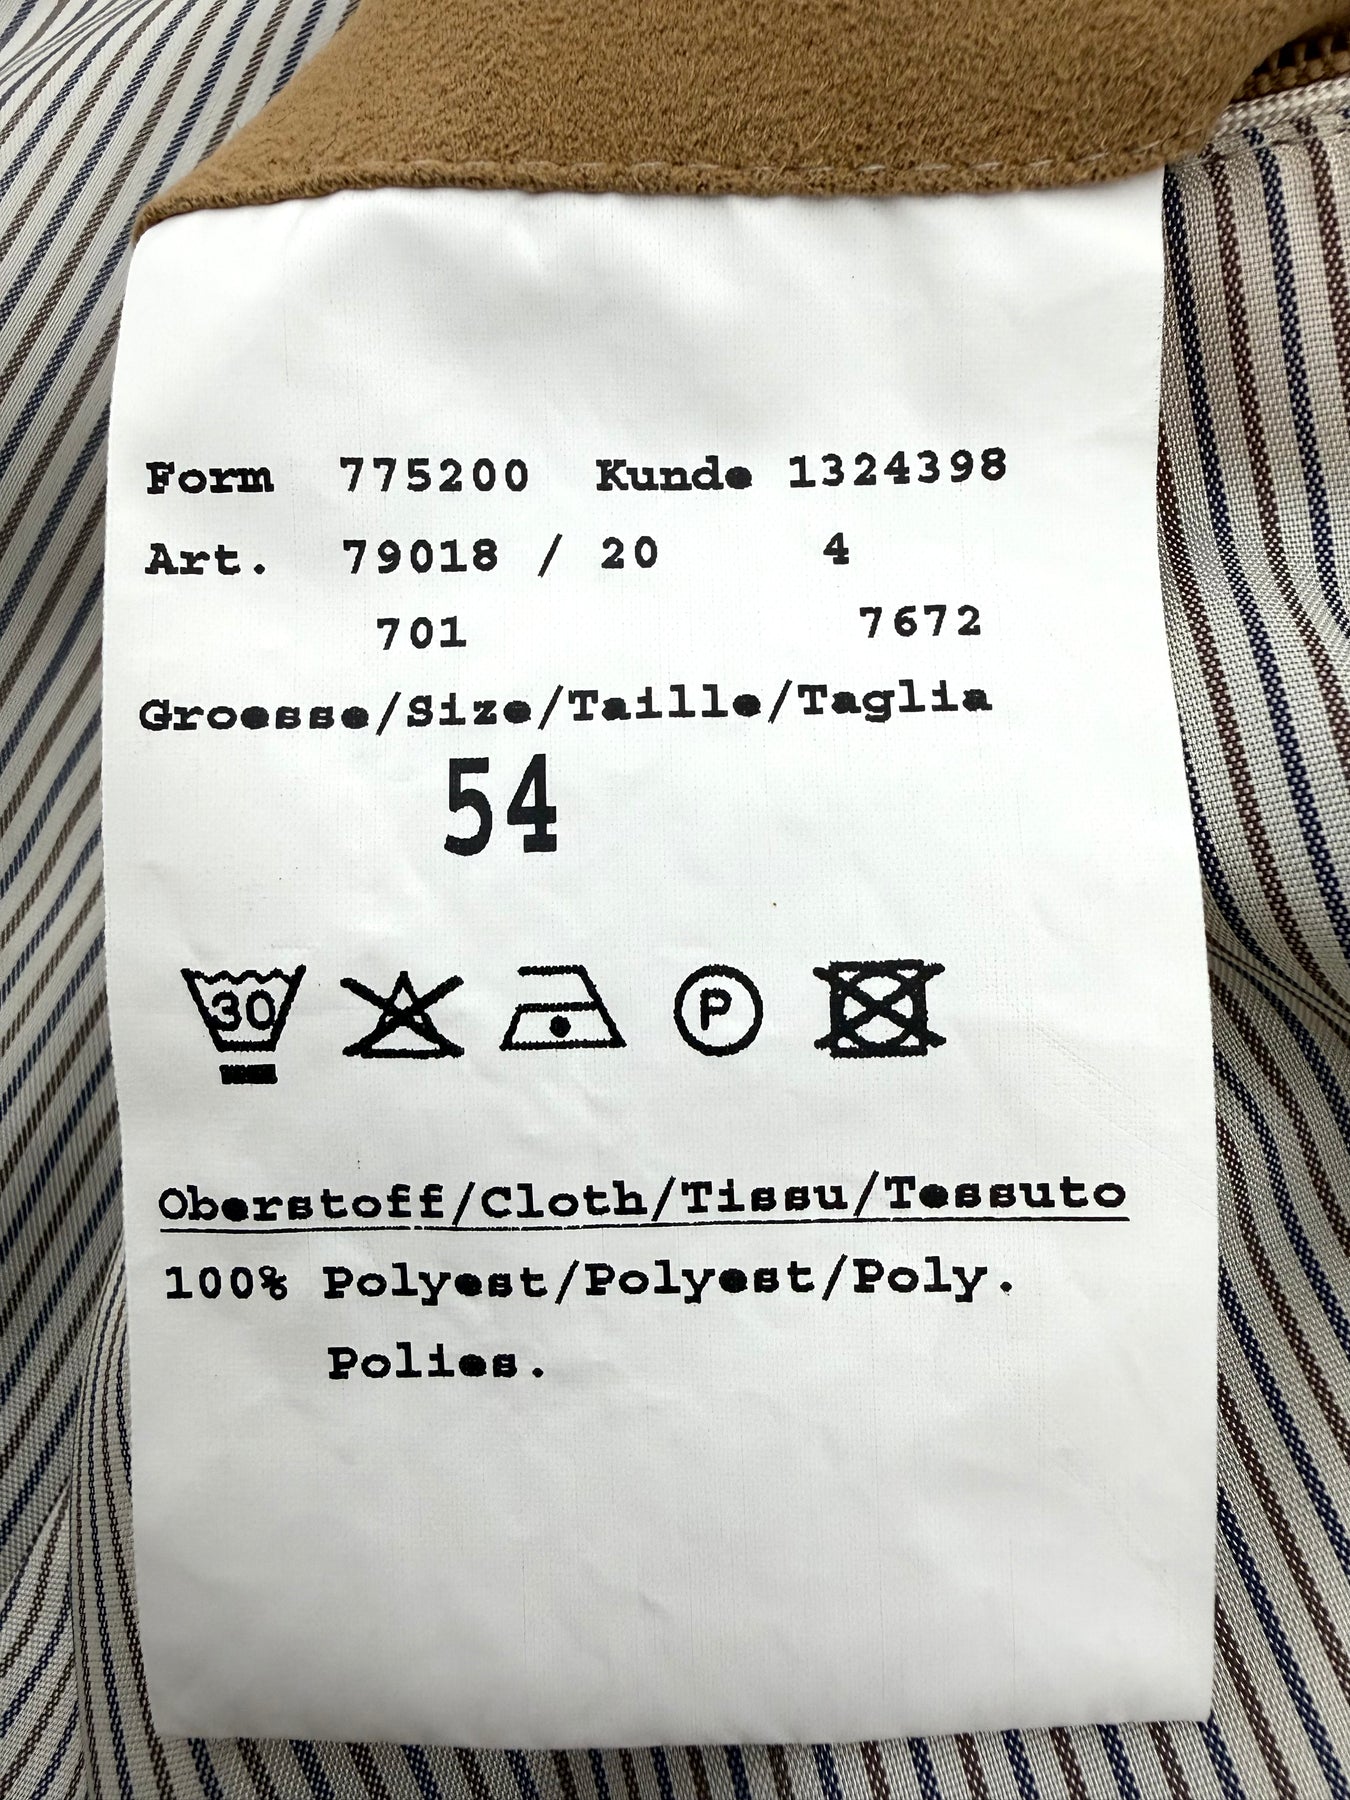 Form 775200 Kunde 1324398
Art. 79018 / 20 4
701 7672
Groesse/Size/Taille/Taglia
54
30 P
Oberstoff/Cloth/Tissu/Tessuto
100% Polyest/Polyest/Poly.
Polies.